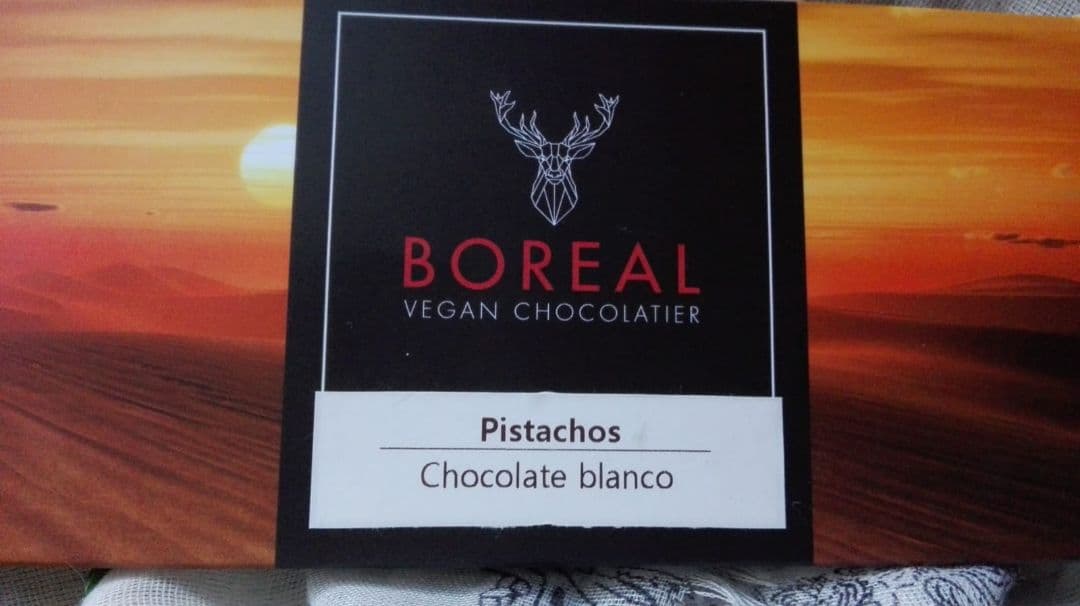 BOREAL
VEGAN CHOCOLATIER
Pistachos
Chocolate blanco